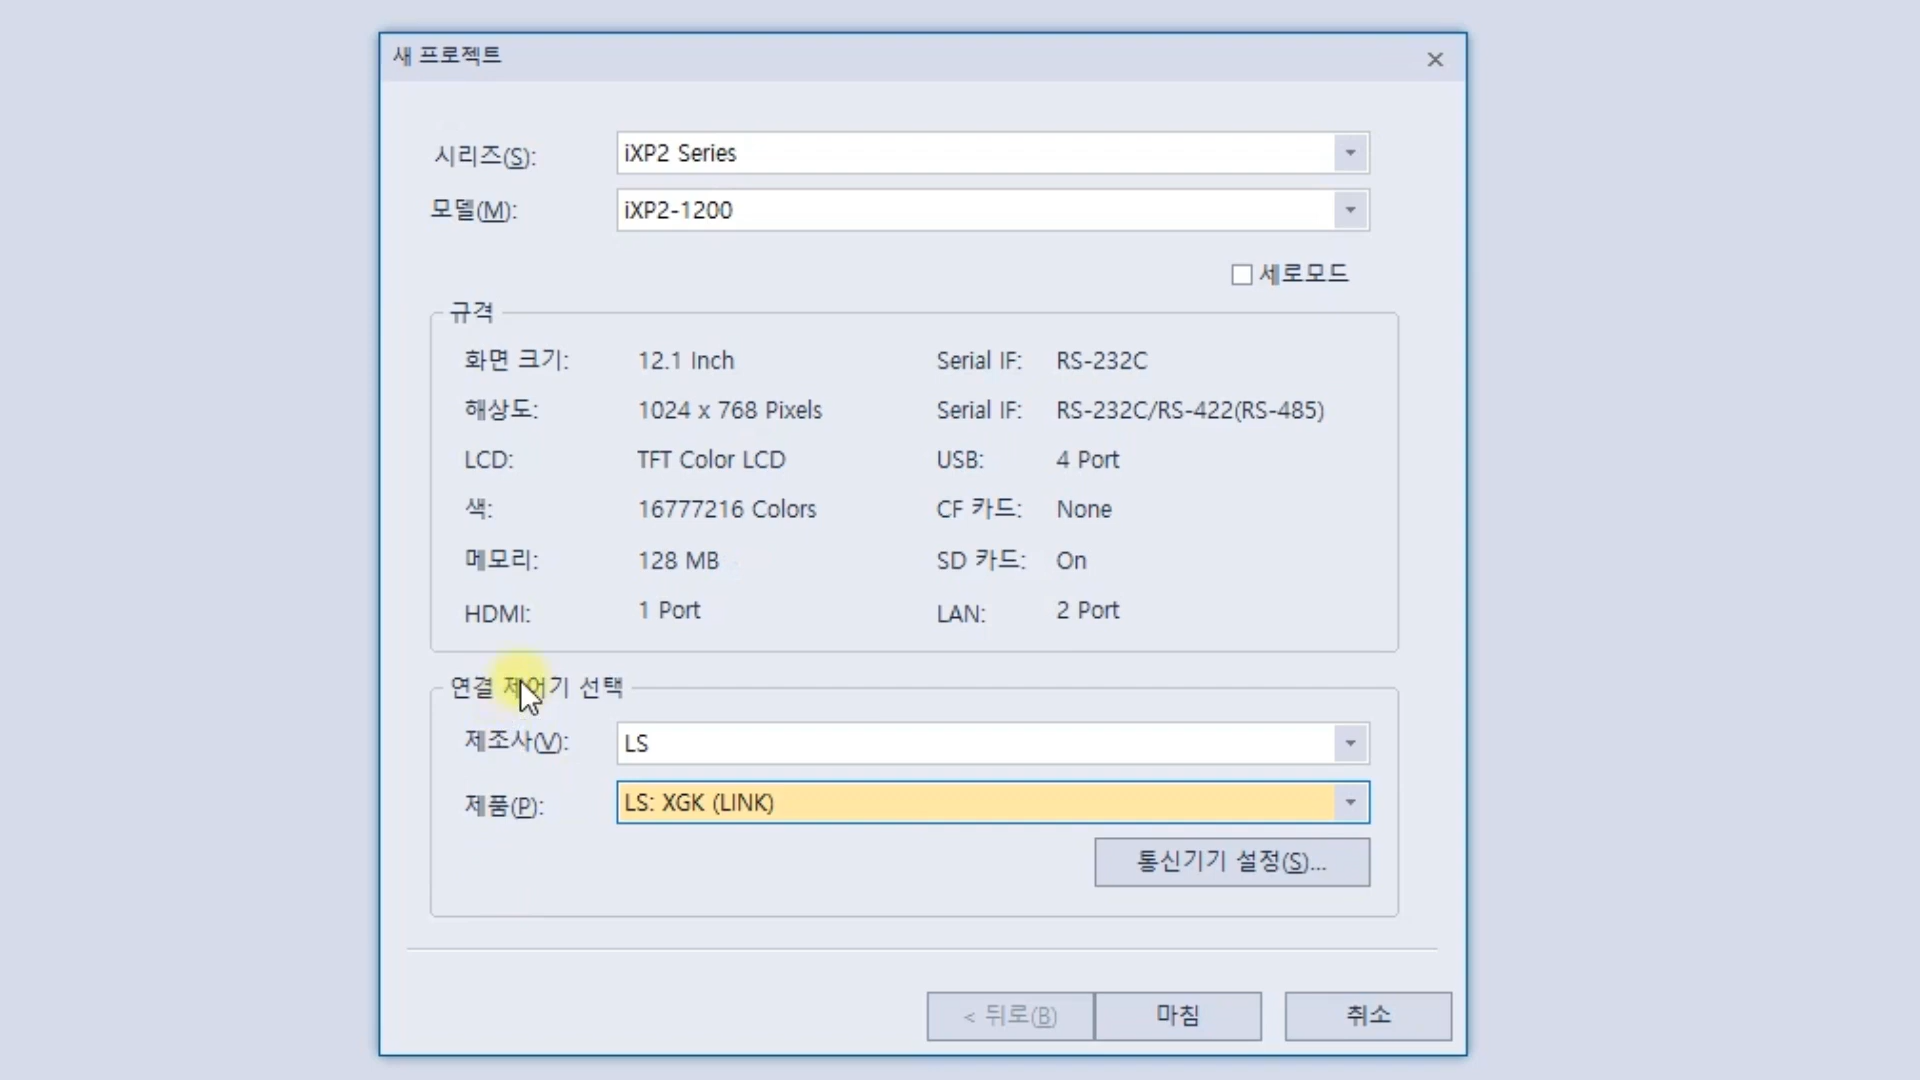 새 프로젝트
시리즈(S): iXP2 Series
모델(M): iXP2-1200
세로모드
규격
화면 크기: 12.1 Inch Serial IF: RS-232C
해상도: 1024 x 768 Pixels Serial IF: RS-232C/RS-422(RS-485)
LCD: TFT Color LCD USB: 4 Port
색: 16777216 Colors CF 카드: None
메모리: 128 MB SD 카드: On
HDMI: 1 Port LAN: 2 Port
연결 제어기 선택
제조사(V): LS
제품(P): LS: XGK (LINK)
통신기기 설정(S)...
< 뒤로(B) 마침 취소